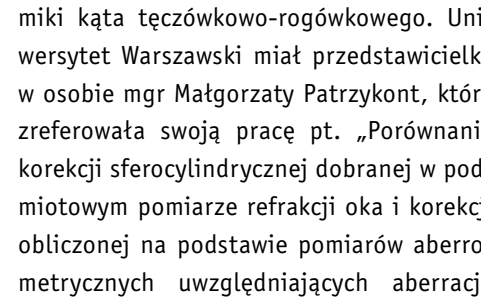 miki kąta tęczówkowo-rogówkowego. Uni
wersytet Warszawski miał przedstawicielk
w osobie mgr Małgorzaty Patrzykont, któr
zreferowała swoją pracę pt. „Porównani
korekcji sferocylindrycznej dobranej w pod
miotowym pomiarze refrakcji oka i korekcj
obliczonej na podstawie pomiarów aberro
metrycznych uwzględniających aberracj